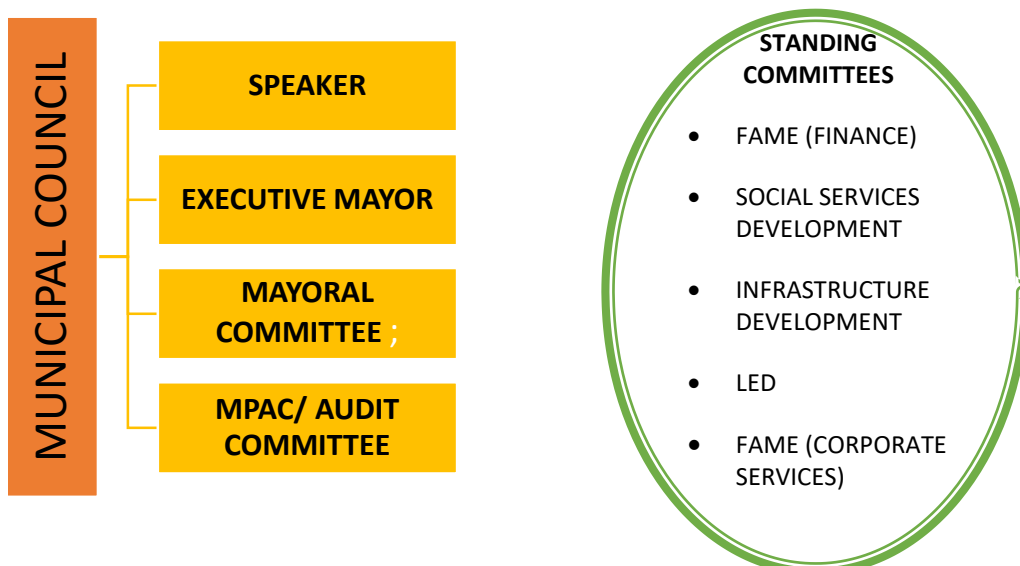 MUNICIPAL COUNCIL
SPEAKER
EXECUTIVE MAYOR
MAYORAL
COMMITTEE ;
MPAC/ AUDIT
COMMITTEE
STANDING
COMMITTEES
• FAME (FINANCE)
• SOCIAL SERVICES
DEVELOPMENT
• INFRASTRUCTURE
DEVELOPMENT
• LED
• FAME (CORPORATE
SERVICES)